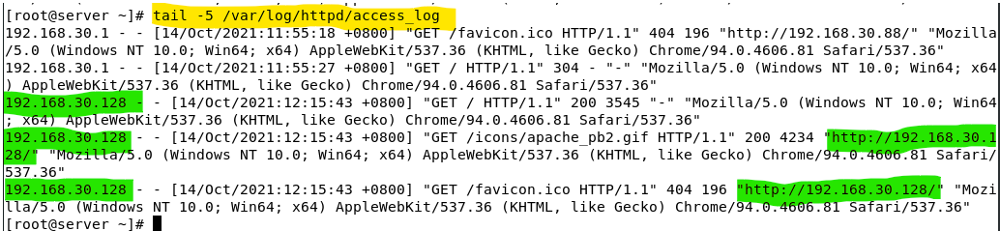 [root@server ~]# tail -5 /var/log/httpd/access_log
192.168.30.1 - - [14/Oct/2021:11:55:18 +0800] "GET /favicon.ico HTTP/1.1" 404 196 "http://192.168.30.88/" "Mozilla
/5.0 (Windows NT 10.0; Win64; x64) AppleWebKit/537.36 (KHTML, like Gecko) Chrome/94.0.4606.81 Safari/537.36"
192.168.30.1 - - [14/Oct/2021:11:55:27 +0800] "GET / HTTP/1.1" 304 - "-" "Mozilla/5.0 (Windows NT 10.0; Win64; x64
) AppleWebKit/537.36 (KHTML, like Gecko) Chrome/94.0.4606.81 Safari/537.36"
192.168.30.128 - - [14/Oct/2021:12:15:43 +0800] "GET / HTTP/1.1" 200 3545 "-" "Mozilla/5.0 (Windows NT 10.0; Win64
; x64) AppleWebKit/537.36 (KHTML, like Gecko) Chrome/94.0.4606.81 Safari/537.36"
192.168.30.128 - - [14/Oct/2021:12:15:43 +0800] "GET /icons/apache_pb2.gif HTTP/1.1" 200 4234 "http://192.168.30.1
28/" "Mozilla/5.0 (Windows NT 10.0; Win64; x64) AppleWebKit/537.36 (KHTML, like Gecko) Chrome/94.0.4606.81 Safari/
537.36"
192.168.30.128 - - [14/Oct/2021:12:15:43 +0800] "GET /favicon.ico HTTP/1.1" 404 196 "http://192.168.30.128/" "Mozi
lla/5.0 (Windows NT 10.0; Win64; x64) AppleWebKit/537.36 (KHTML, like Gecko) Chrome/94.0.4606.81 Safari/537.36"
[root@server ~]#